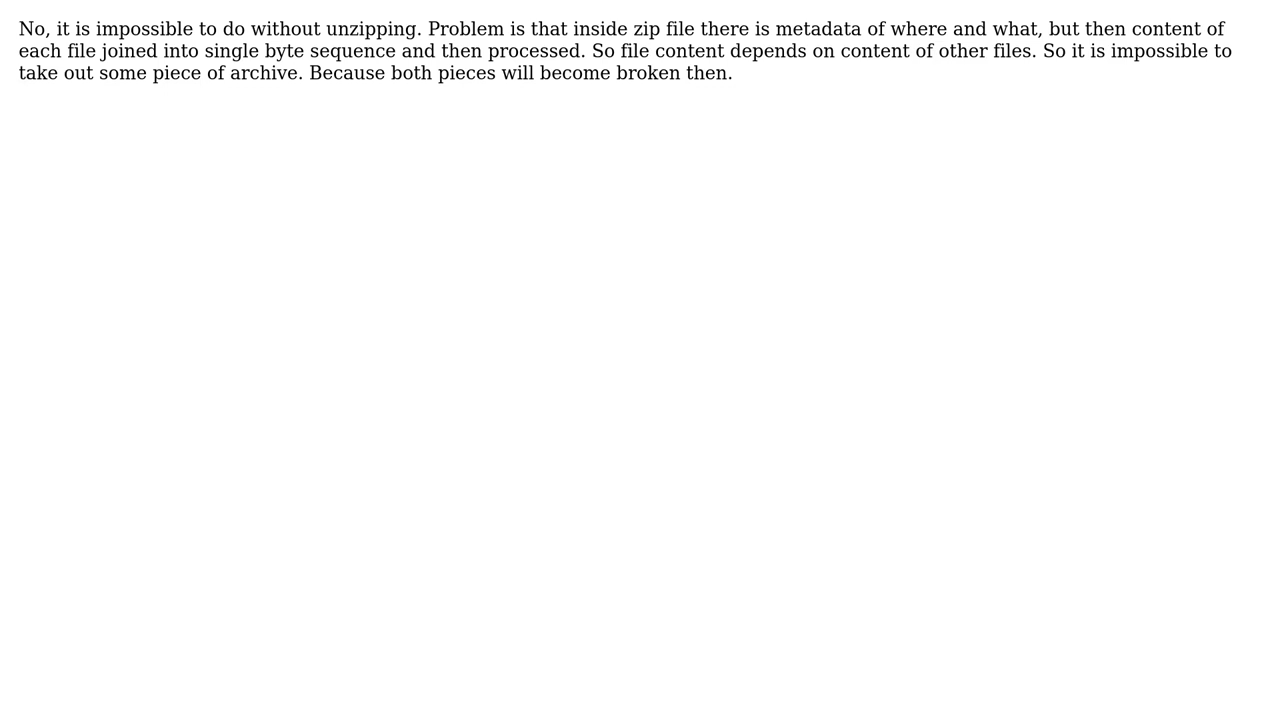 No, it is impossible to do without unzipping. Problem is that inside zip file there is metadata of where and what, but then content of
each file joined into single byte sequence and then processed. So file content depends on content of other files. So it is impossible to
take out some piece of archive. Because both pieces will become broken then.